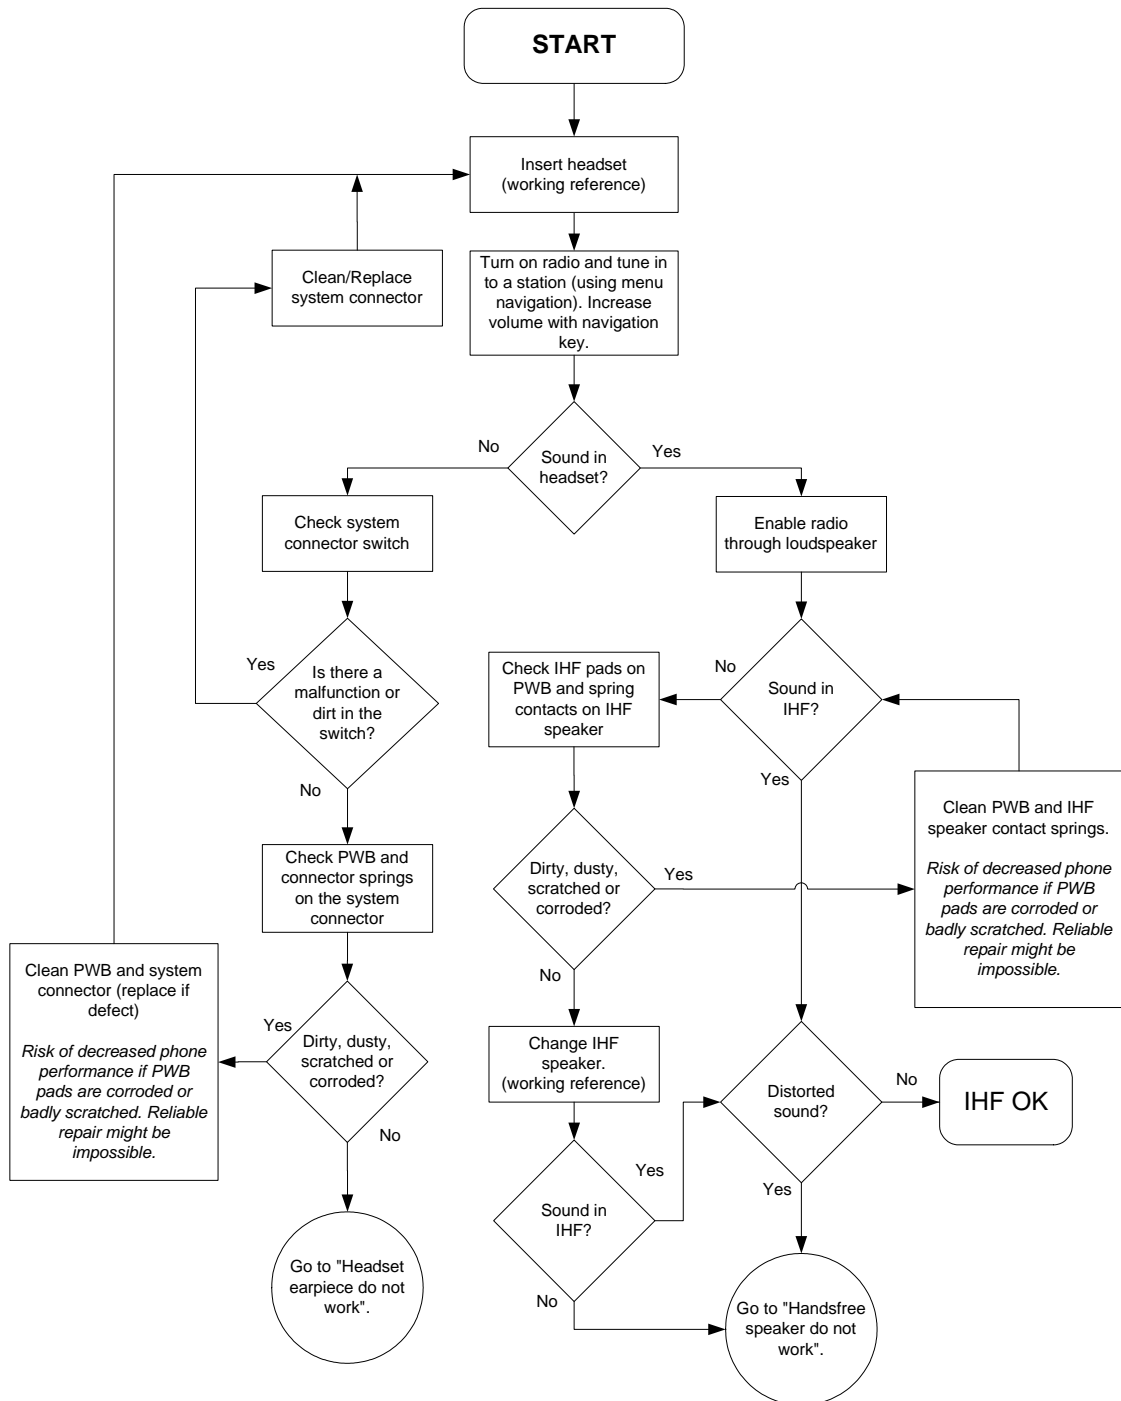 START
Insert headset
(working reference)
Clean/Replace
system connector
Turn on radio and tune in
to a station (using menu
navigation). Increase
volume with navigation
key.
No
Sound in
headset?
Yes
Check system
connector switch
Enable radio
through loudspeaker
Yes
Is there a
malfunction or
dirt in the
switch?
No
Check IHF pads on
PWB and spring
contacts on IHF
speaker
No
Sound in
IHF?
Yes
Clean PWB and IHF
speaker contact springs.
Risk of decreased phone
performance if PWB
pads are corroded or
badly scratched. Reliable
repair might be
impossible.
Check PWB and
connector springs
on the system
connector
Dirty, dusty,
scratched or
corroded?
Yes
No
Clean PWB and system
connector (replace if
defect)
Risk of decreased phone
performance if PWB
pads are corroded or
badly scratched. Reliable
repair might be
impossible.
Yes
Dirty, dusty,
scratched or
corroded?
No
Change IHF
speaker.
(working reference)
Distorted
sound?
No
IHF OK
Yes
Sound in
IHF?
Yes
No
Go to "Headset
earpiece do not
work".
Go to "Handsfree
speaker do not
work".